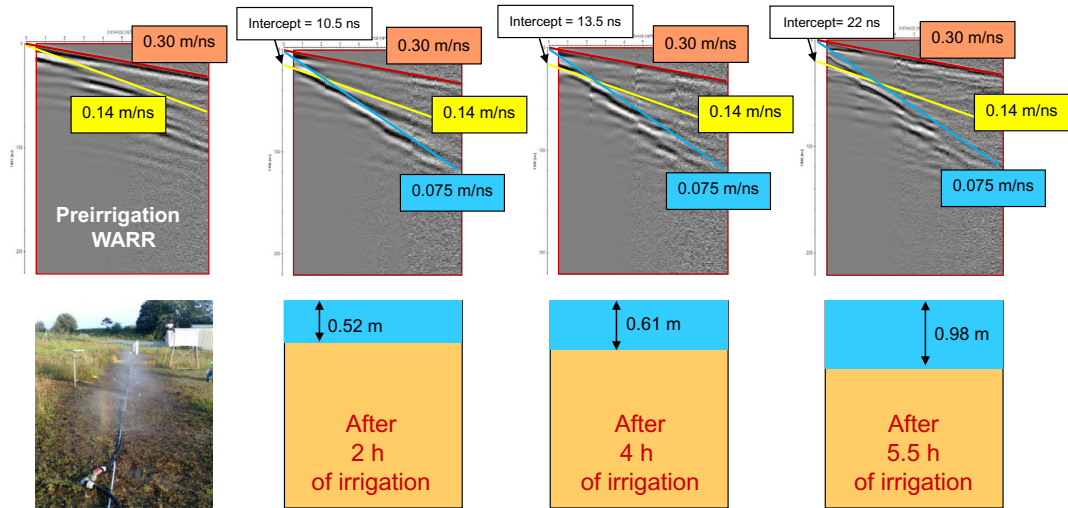 Intercept = 10.5 ns
Intercept = 13.5 ns
Intercept= 22 ns
0.30 m/ns
0.30 m/ns
0.30 m/ns
0.30 m/ns
0.14 m/ns
0.14 m/ns
0.14 m/ns
0.14 m/ns
0.075 m/ns
0.075 m/ns
0.075 m/ns
Preirrigation
WARR
0.52 m
0.61 m
0.98 m
After
2 h
of irrigation
After
4 h
of irrigation
After
5.5 h
of irrigation